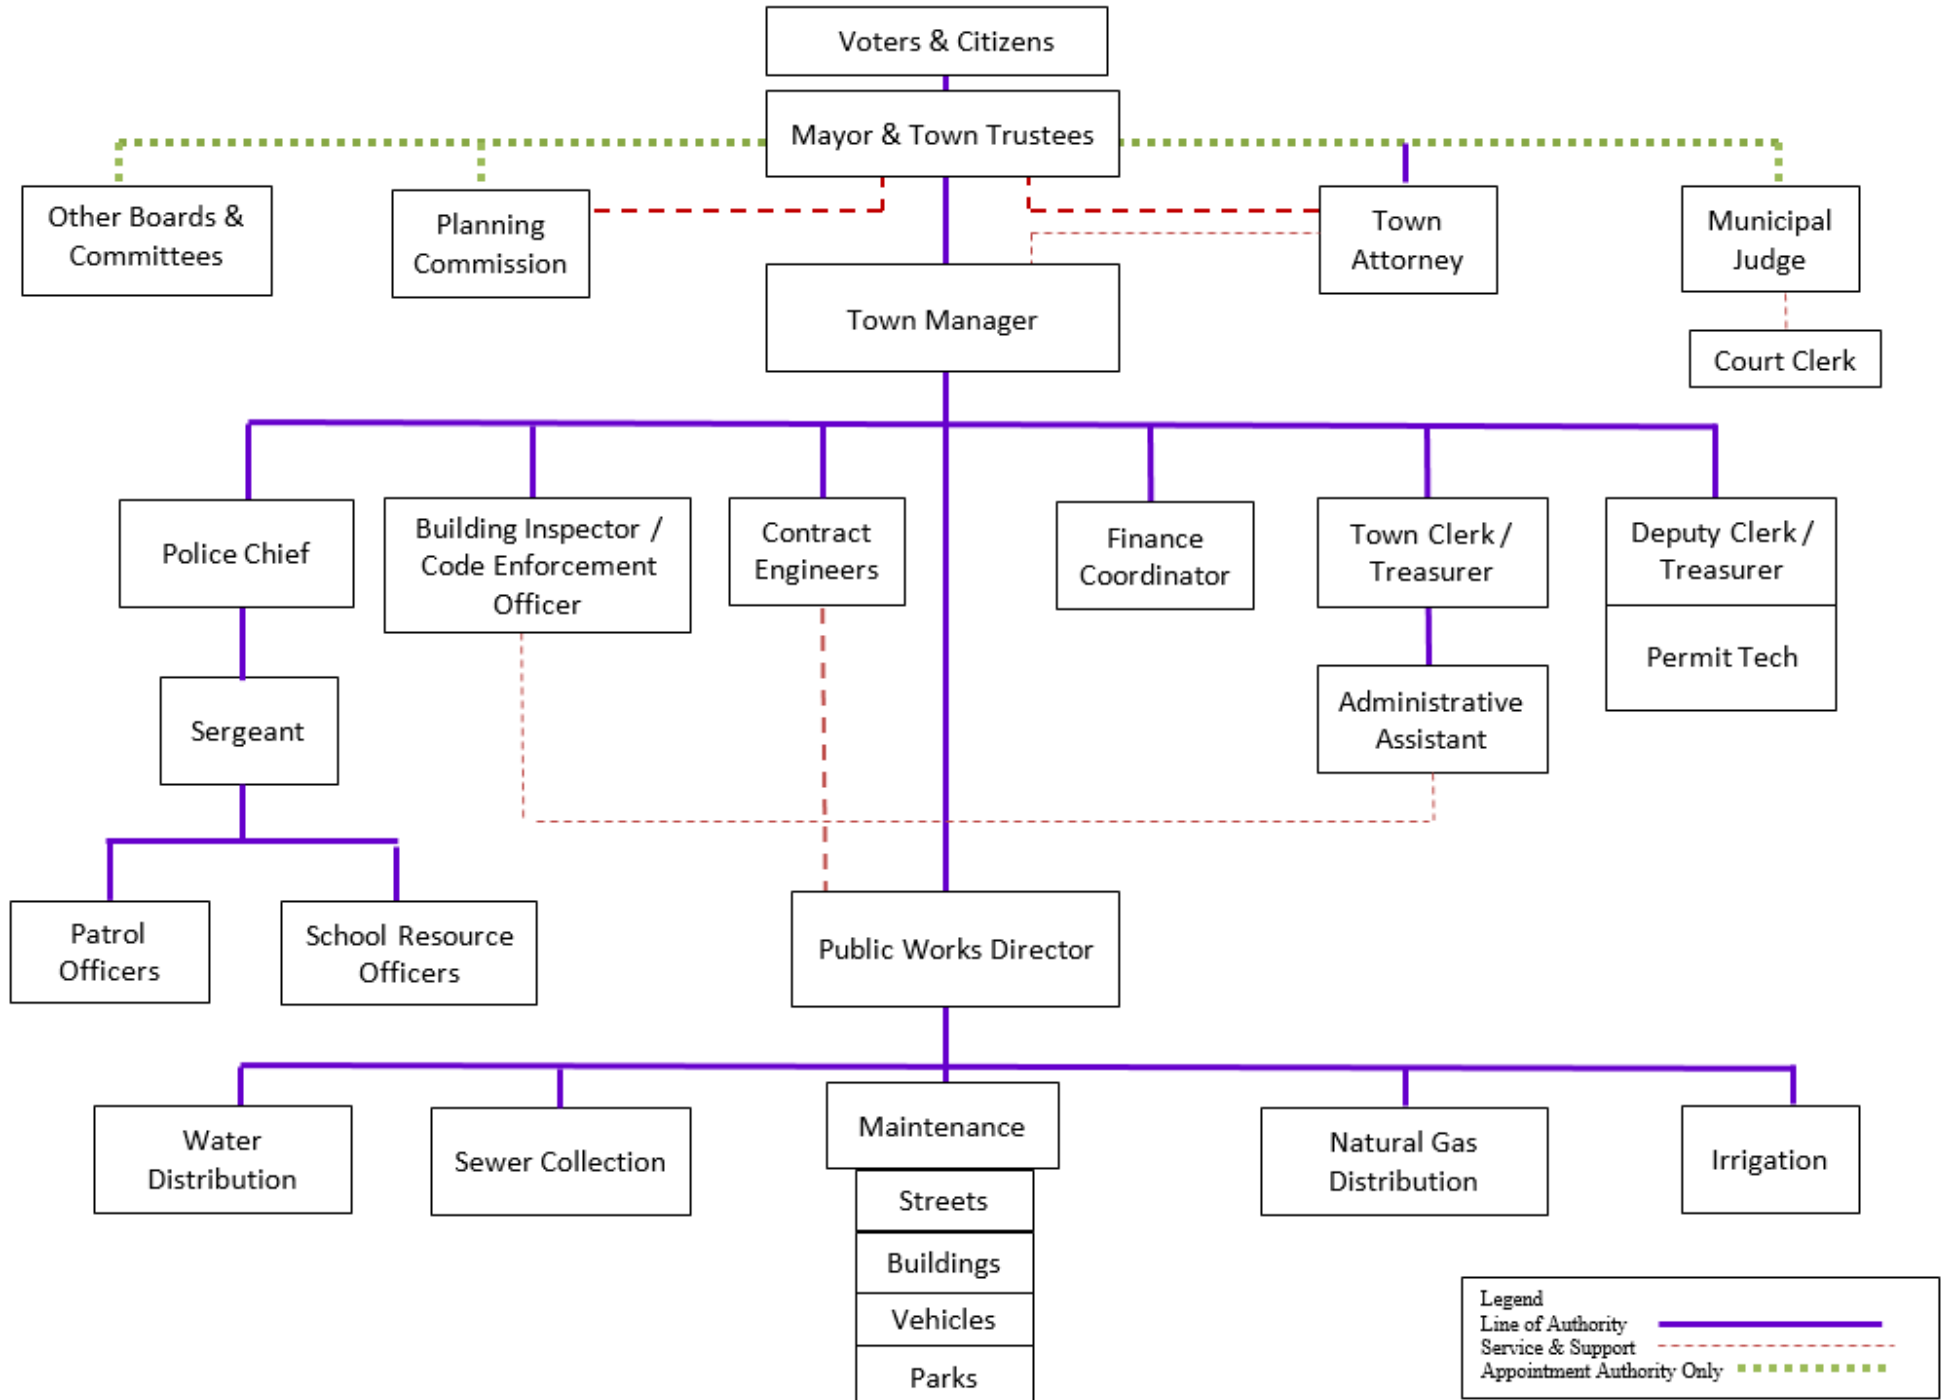 Voters & Citizens
Mayor & Town Trustees
Other Boards &
Committees
Planning
Commission
Town
Attorney
Municipal
Judge
Town Manager
Court Clerk
Police Chief
Building Inspector /
Code Enforcement
Officer
Contract
Engineers
Finance
Coordinator
Town Clerk /
Treasurer
Deputy Clerk /
Treasurer
Permit Tech
Sergeant
Administrative
Assistant
Patrol
Officers
School Resource
Officers
Public Works Director
Water
Distribution
Sewer Collection
Maintenance
Natural Gas
Distribution
Irrigation
Streets
Buildings
Vehicles
Parks
Legend
Line of Authority
Service & Support
Appointment Authority Only